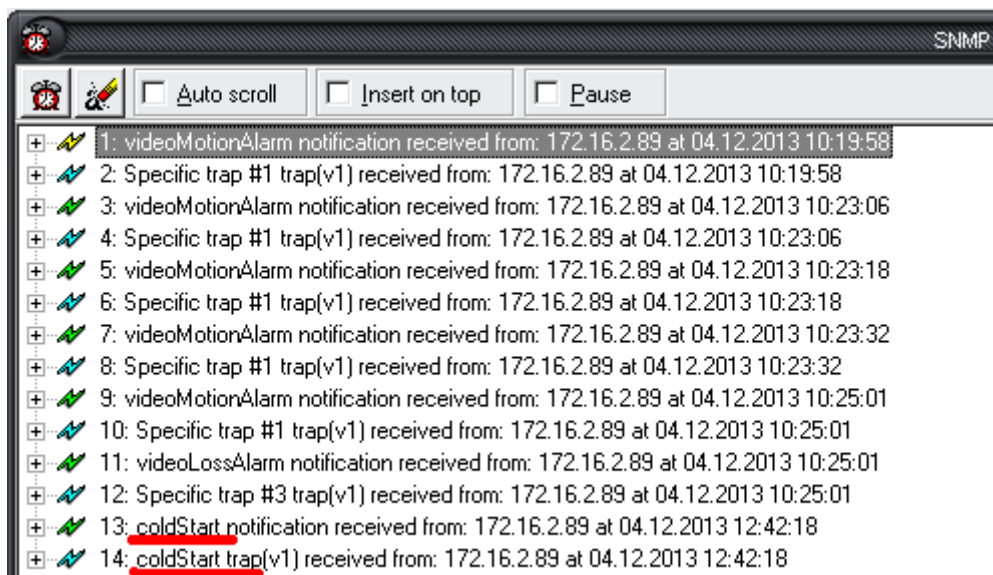 SNMP
Auto scroll Insert on top Pause
1: videoMotionAlarm notification received from: 172.16.2.89 at 04.12.2013 10:19:58
2: Specific trap #1 trap(v1) received from: 172.16.2.89 at 04.12.2013 10:19:58
3: videoMotionAlarm notification received from: 172.16.2.89 at 04.12.2013 10:23:06
4: Specific trap #1 trap(v1) received from: 172.16.2.89 at 04.12.2013 10:23:06
5: videoMotionAlarm notification received from: 172.16.2.89 at 04.12.2013 10:23:18
6: Specific trap #1 trap(v1) received from: 172.16.2.89 at 04.12.2013 10:23:18
7: videoMotionAlarm notification received from: 172.16.2.89 at 04.12.2013 10:23:32
8: Specific trap #1 trap(v1) received from: 172.16.2.89 at 04.12.2013 10:23:32
9: videoMotionAlarm notification received from: 172.16.2.89 at 04.12.2013 10:25:01
10: Specific trap #1 trap(v1) received from: 172.16.2.89 at 04.12.2013 10:25:01
11: videoLossAlarm notification received from: 172.16.2.89 at 04.12.2013 10:25:01
12: Specific trap #3 trap(v1) received from: 172.16.2.89 at 04.12.2013 10:25:01
13: coldStart notification received from: 172.16.2.89 at 04.12.2013 12:42:18
14: coldStart trap(v1) received from: 172.16.2.89 at 04.12.2013 12:42:18